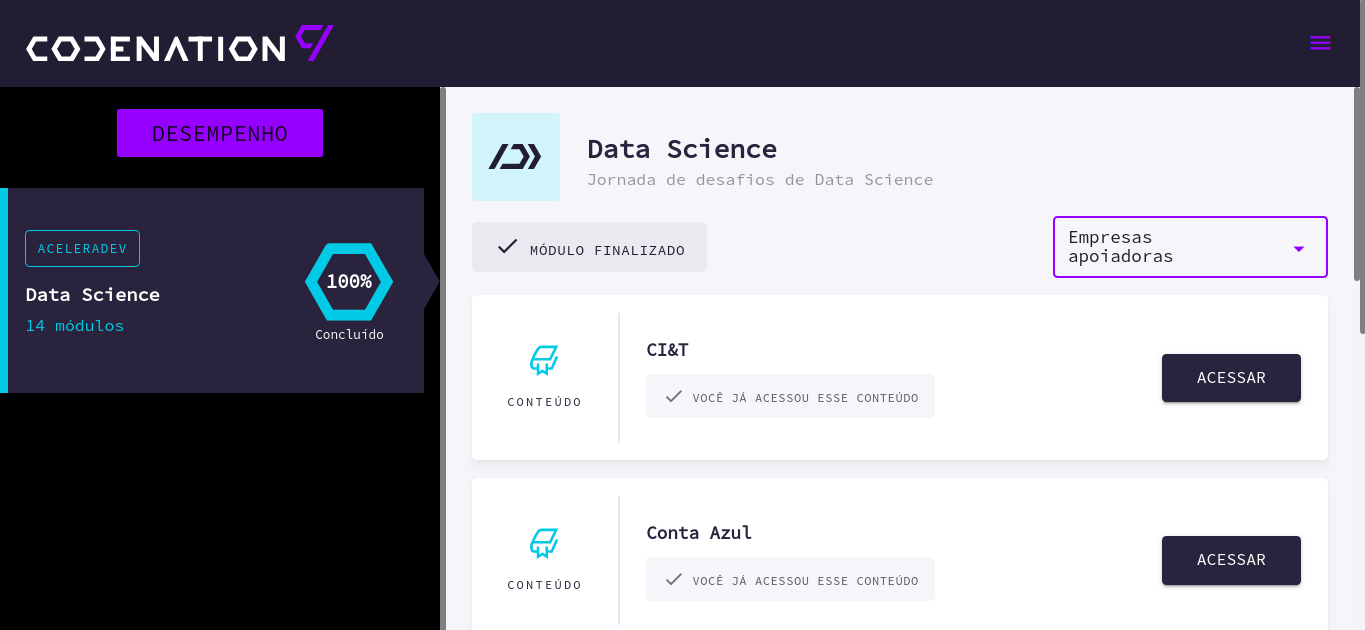 CODENATION
DESEMPENHO
ACELERADEV
Data Science
14 módulos
100%
Concluído
Data Science
Jornada de desafios de Data Science
MÓDULO FINALIZADO
Empresas
apoiadoras
CONTEÚDO
CI&T
VOCÊ JÁ ACESSOU ESSE CONTEÚDO
ACESSAR
CONTEÚDO
Conta Azul
VOCÊ JÁ ACESSOU ESSE CONTEÚDO
ACESSAR